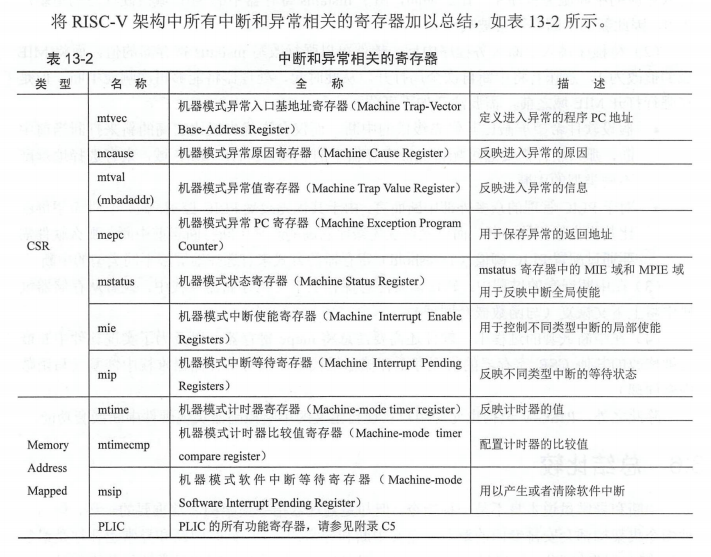 将 RISC-V 架构中所有中断和异常相关的寄存器加以总结，如表 13-2 所示。
表 13-2 中断和异常相关的寄存器
类 型 名 称 全 称 描 述
CSR
mtvec
机器模式异常入口基地址寄存器（Machine Trap-Vector
Base-Address Register）
定义进入异常的程序 PC 地址
mcause
机器模式异常原因寄存器（Machine Cause Register）
反映进入异常的原因
mtval
(mbadaddr)
机器模式异常值寄存器（Machine Trap Value Register）
反映进入异常的信息
mepc
机器模式异常 PC 寄存器（Machine Exception Program
Counter）
用于保存异常的返回地址
mstatus
机器模式状态寄存器（Machine Status Register）
mstatus 寄存器中的 MIE 域和 MPIE 域
用于反映中断全局使能
mie
机器模式中断使能寄存器（Machine Interrupt Enable
Registers）
用于控制不同类型中断的局部使能
mip
机器模式中断等待寄存器（Machine Interrupt Pending
Registers）
反映不同类型中断的等待状态
Memory
Address
Mapped
mtime
机器模式计时器寄存器（Machine-mode timer register）
反映计时器的值
mtimecmp
机器模式计时器比较值寄存器（Machine-mode timer
compare register）
配置计时器的比较值
msip
机器模式软件中断等待寄存器（Machine-mode
Software Interrupt Pending Register）
用以产生或者清除软件中断
PLIC
PLIC 的所有功能寄存器，请参见附录 C5